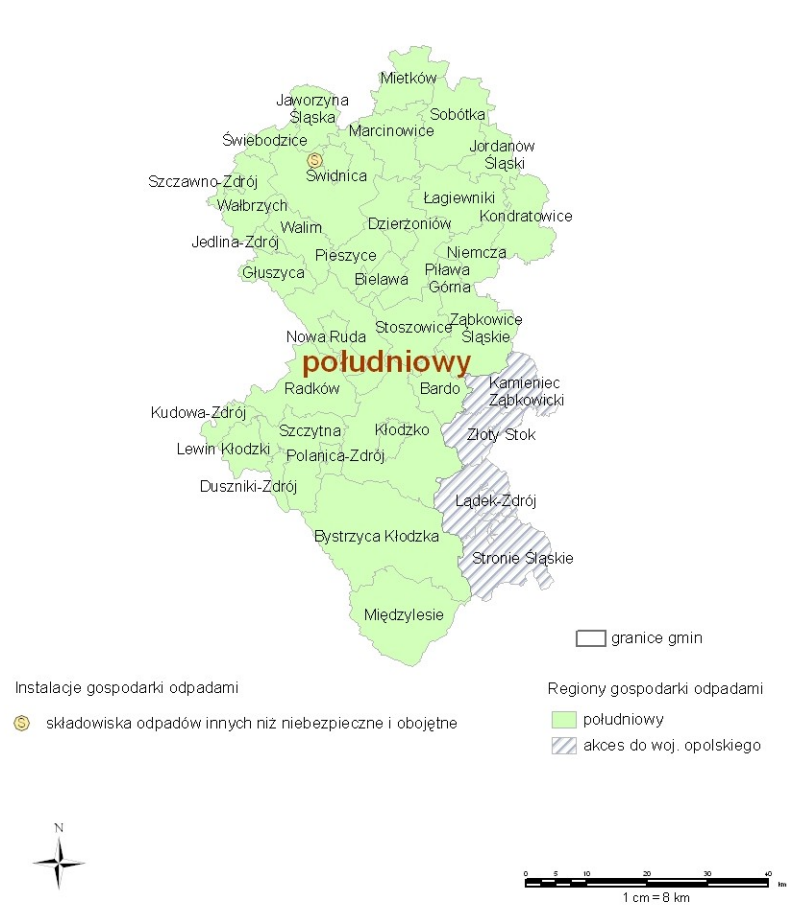 Mietków
Jaworzyna
Śląska
Sobótka
Marcinowice
Świebodzice
Jordanów
Śląski
S
Świdnica
Szczawno-Zdrój
Łagiewniki
Wałbrzych
Kondratowice
Dzierżoniów
Walim
Jedlina-Zdrój
Niemcza
Pieszyce
Głuszyca
Bielawa
Piława
Górna
Ząbkowice
Śląskie
Stoszowice
Nowa Ruda
południowy
Radków
Bardo
Kamieniec
Ząbkowicki
Kudowa-Zdrój
Szczytna
Kłodzko
Złoty Stok
Lewin Kłodzki
Polanica-Zdrój
Duszniki-Zdrój
Lądek-Zdrój
Bystrzyca Kłodzka
Stronie Śląskie
Międzylesie
granice gmin
Instalacje gospodarki odpadami
S składowiska odpadów innych niż niebezpieczne i obojętne
Regiony gospodarki odpadami
południowy
akces do woj. opolskiego
N
0 5 10 20 30 40
km
1 cm = 8 km